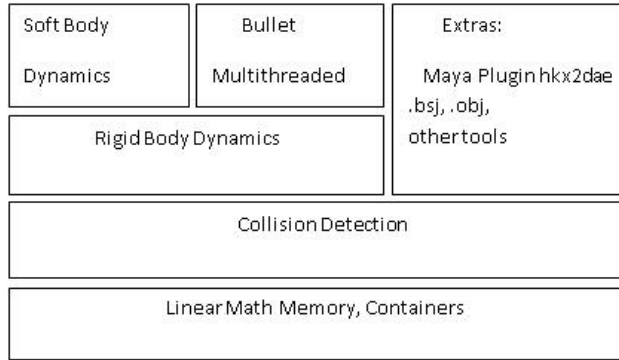 Soft Body
Dynamics
Bullet
Multithreaded
Extras:
Maya Plugin hkx2dae
.bsj, .obj,
other tools
Rigid Body Dynamics
Collision Detection
Linear Math Memory, Containers